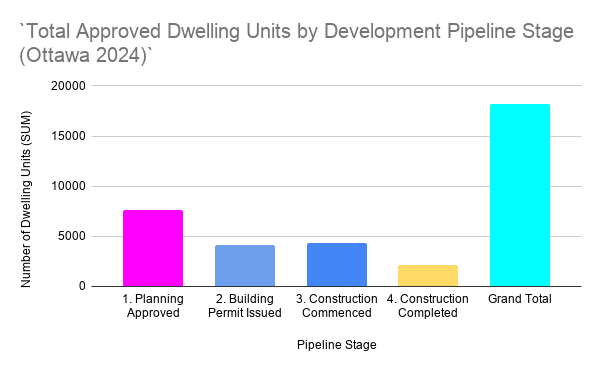 `Total Approved Dwelling Units by Development Pipeline Stage
(Ottawa 2024)`
Number of Dwelling Units (SUM)
20000
15000
10000
5000
0
1. Planning
Approved
2. Building
Permit Issued
3. Construction
Commenced
4. Construction
Completed
Grand Total
Pipeline Stage